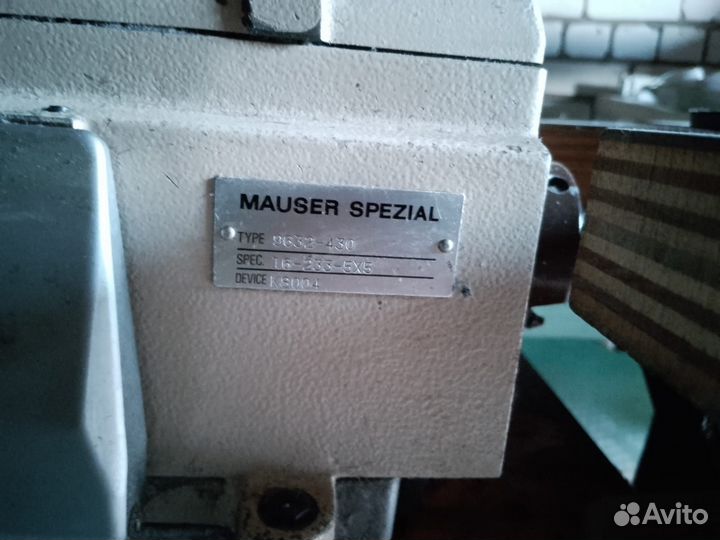 MAUSER SPEZIAL
TYPE 9632-430
SPEC. 16-233-5X5
DEVICE KS004
Avito